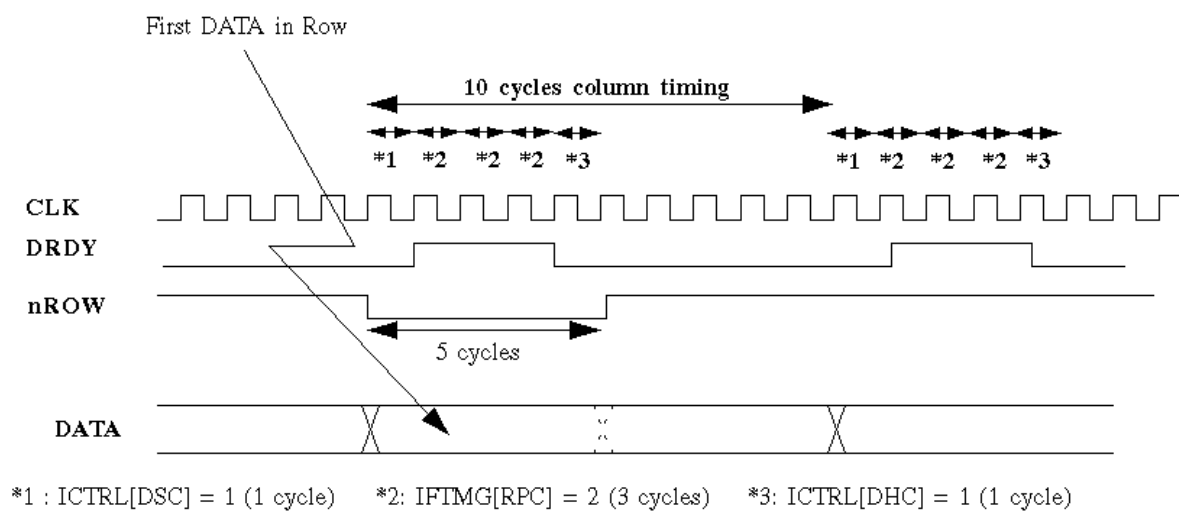 First DATA in Row
10 cycles column timing
*1 *2 *2 *2 *3 *1 *2 *2 *2 *3
CLK
DRDY
nROW
5 cycles
DATA
*1 : ICTRL[DSC] = 1 (1 cycle) *2: IFTMG[RPC] = 2 (3 cycles) *3: ICTRL[DHC] = 1 (1 cycle)